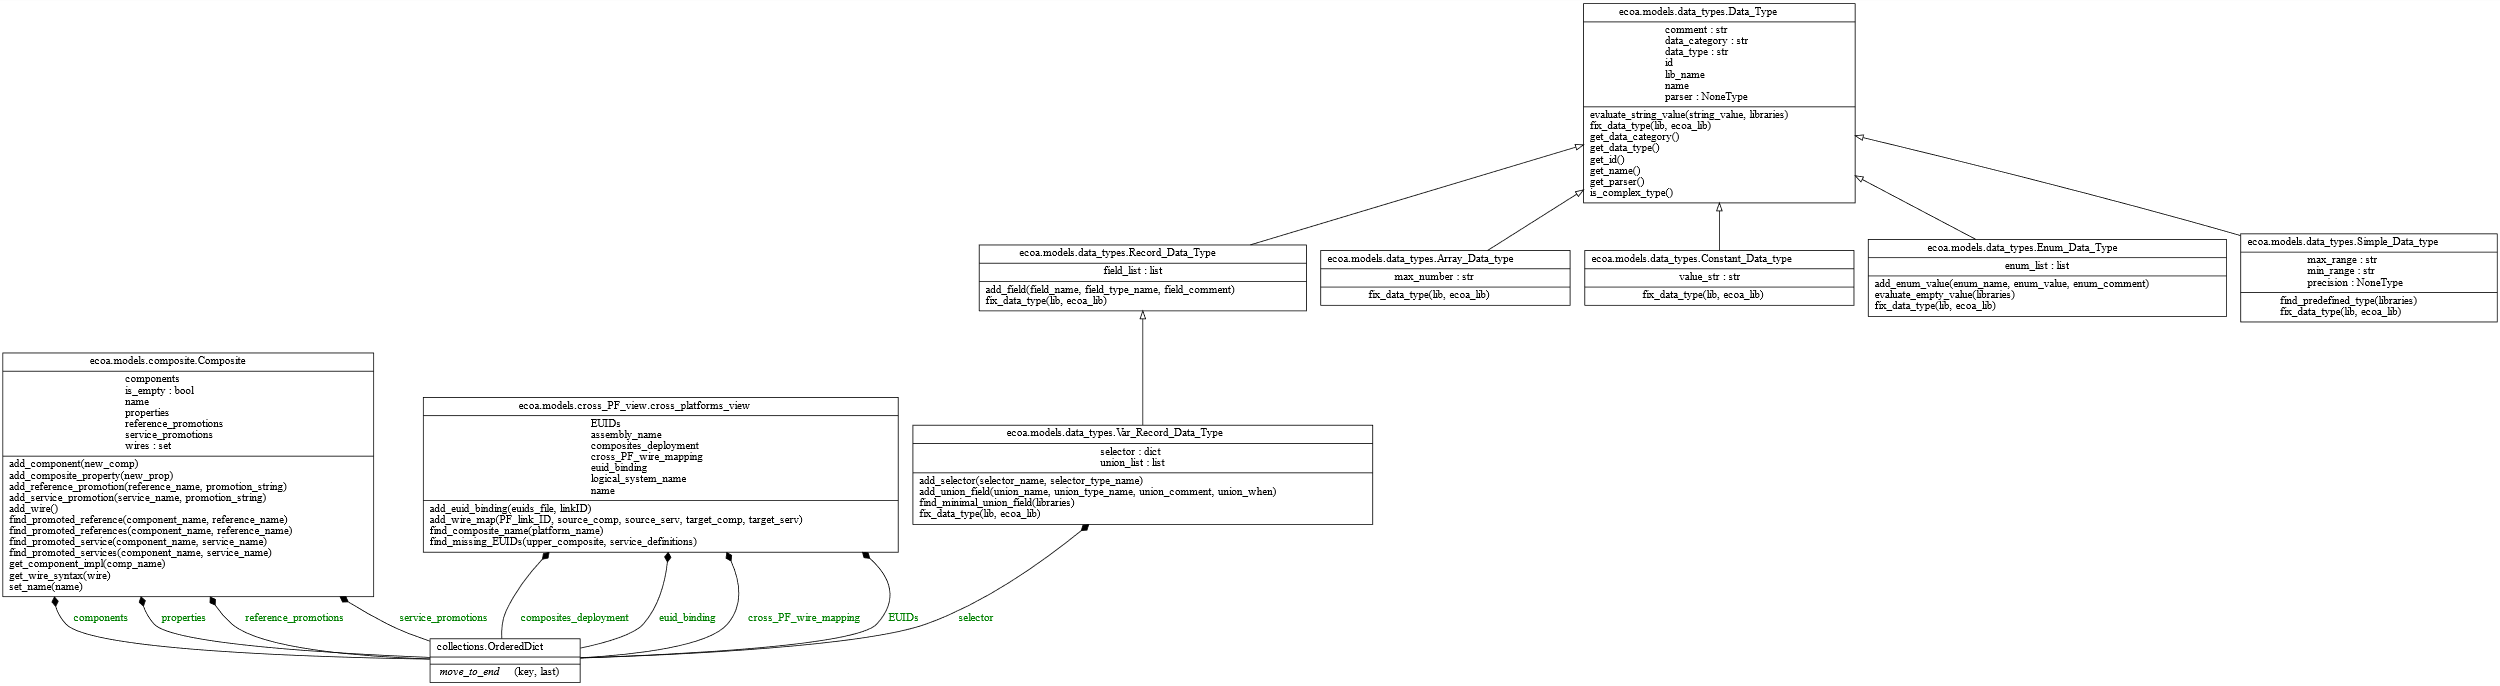 ecoa.models.data_types.Data_Type
comment : str
data_category : str
data_type : str
id
lib_name
name
parser : NoneType
evaluate_string_value(string_value, libraries)
fix_data_type(lib, ecoa_lib)
get_data_category()
get_data_type()
get_id()
get_name()
get_parser()
is_complex_type()
ecoa.models.data_types.Record_Data_Type
field_list : list
add_field(field_name, field_type_name, field_comment)
fix_data_type(lib, ecoa_lib)
ecoa.models.data_types.Array_Data_type
max_number : str
fix_data_type(lib, ecoa_lib)
ecoa.models.data_types.Constant_Data_type
value_str : str
fix_data_type(lib, ecoa_lib)
ecoa.models.data_types.Enum_Data_Type
enum_list : list
add_enum_value(enum_name, enum_value, enum_comment)
evaluate_empty_value(libraries)
fix_data_type(lib, ecoa_lib)
ecoa.models.data_types.Simple_Data_type
max_range : str
min_range : str
precision : NoneType
find_predefined_type(libraries)
fix_data_type(lib, ecoa_lib)
ecoa.models.composite.Composite
components
is_empty : bool
name
properties
reference_promotions
service_promotions
wires : set
add_component(new_comp)
add_composite_property(new_prop)
add_reference_promotion(reference_name, promotion_string)
add_service_promotion(service_name, promotion_string)
add_wire()
find_promoted_reference(component_name, reference_name)
find_promoted_references(component_name, reference_name)
find_promoted_service(component_name, service_name)
find_promoted_services(component_name, service_name)
get_component_impl(comp_name)
get_wire_syntax(wire)
set_name(name)
ecoa.models.cross_PF_view.cross_platforms_view
EUIDs
assembly_name
composites_deployment
cross_PF_wire_mapping
euid_binding
logical_system_name
name
add_euid_binding(euids_file, linkID)
add_wire_map(PF_link_ID, source_comp, source_serv, target_comp, target_serv)
find_composite_name(platform_name)
find_missing_EUIDs(upper_composite, service_definitions)
ecoa.models.data_types.Var_Record_Data_Type
selector : dict
union_list : list
add_selector(selector_name, selector_type_name)
add_union_field(union_name, union_type_name, union_comment, union_when)
find_minimal_union_field(libraries)
fix_data_type(lib, ecoa_lib)
components
properties
reference_promotions
service_promotions
composites_deployment
euid_binding
cross_PF_wire_mapping
EUIDs
selector
collections.OrderedDict
move_to_end (key, last)